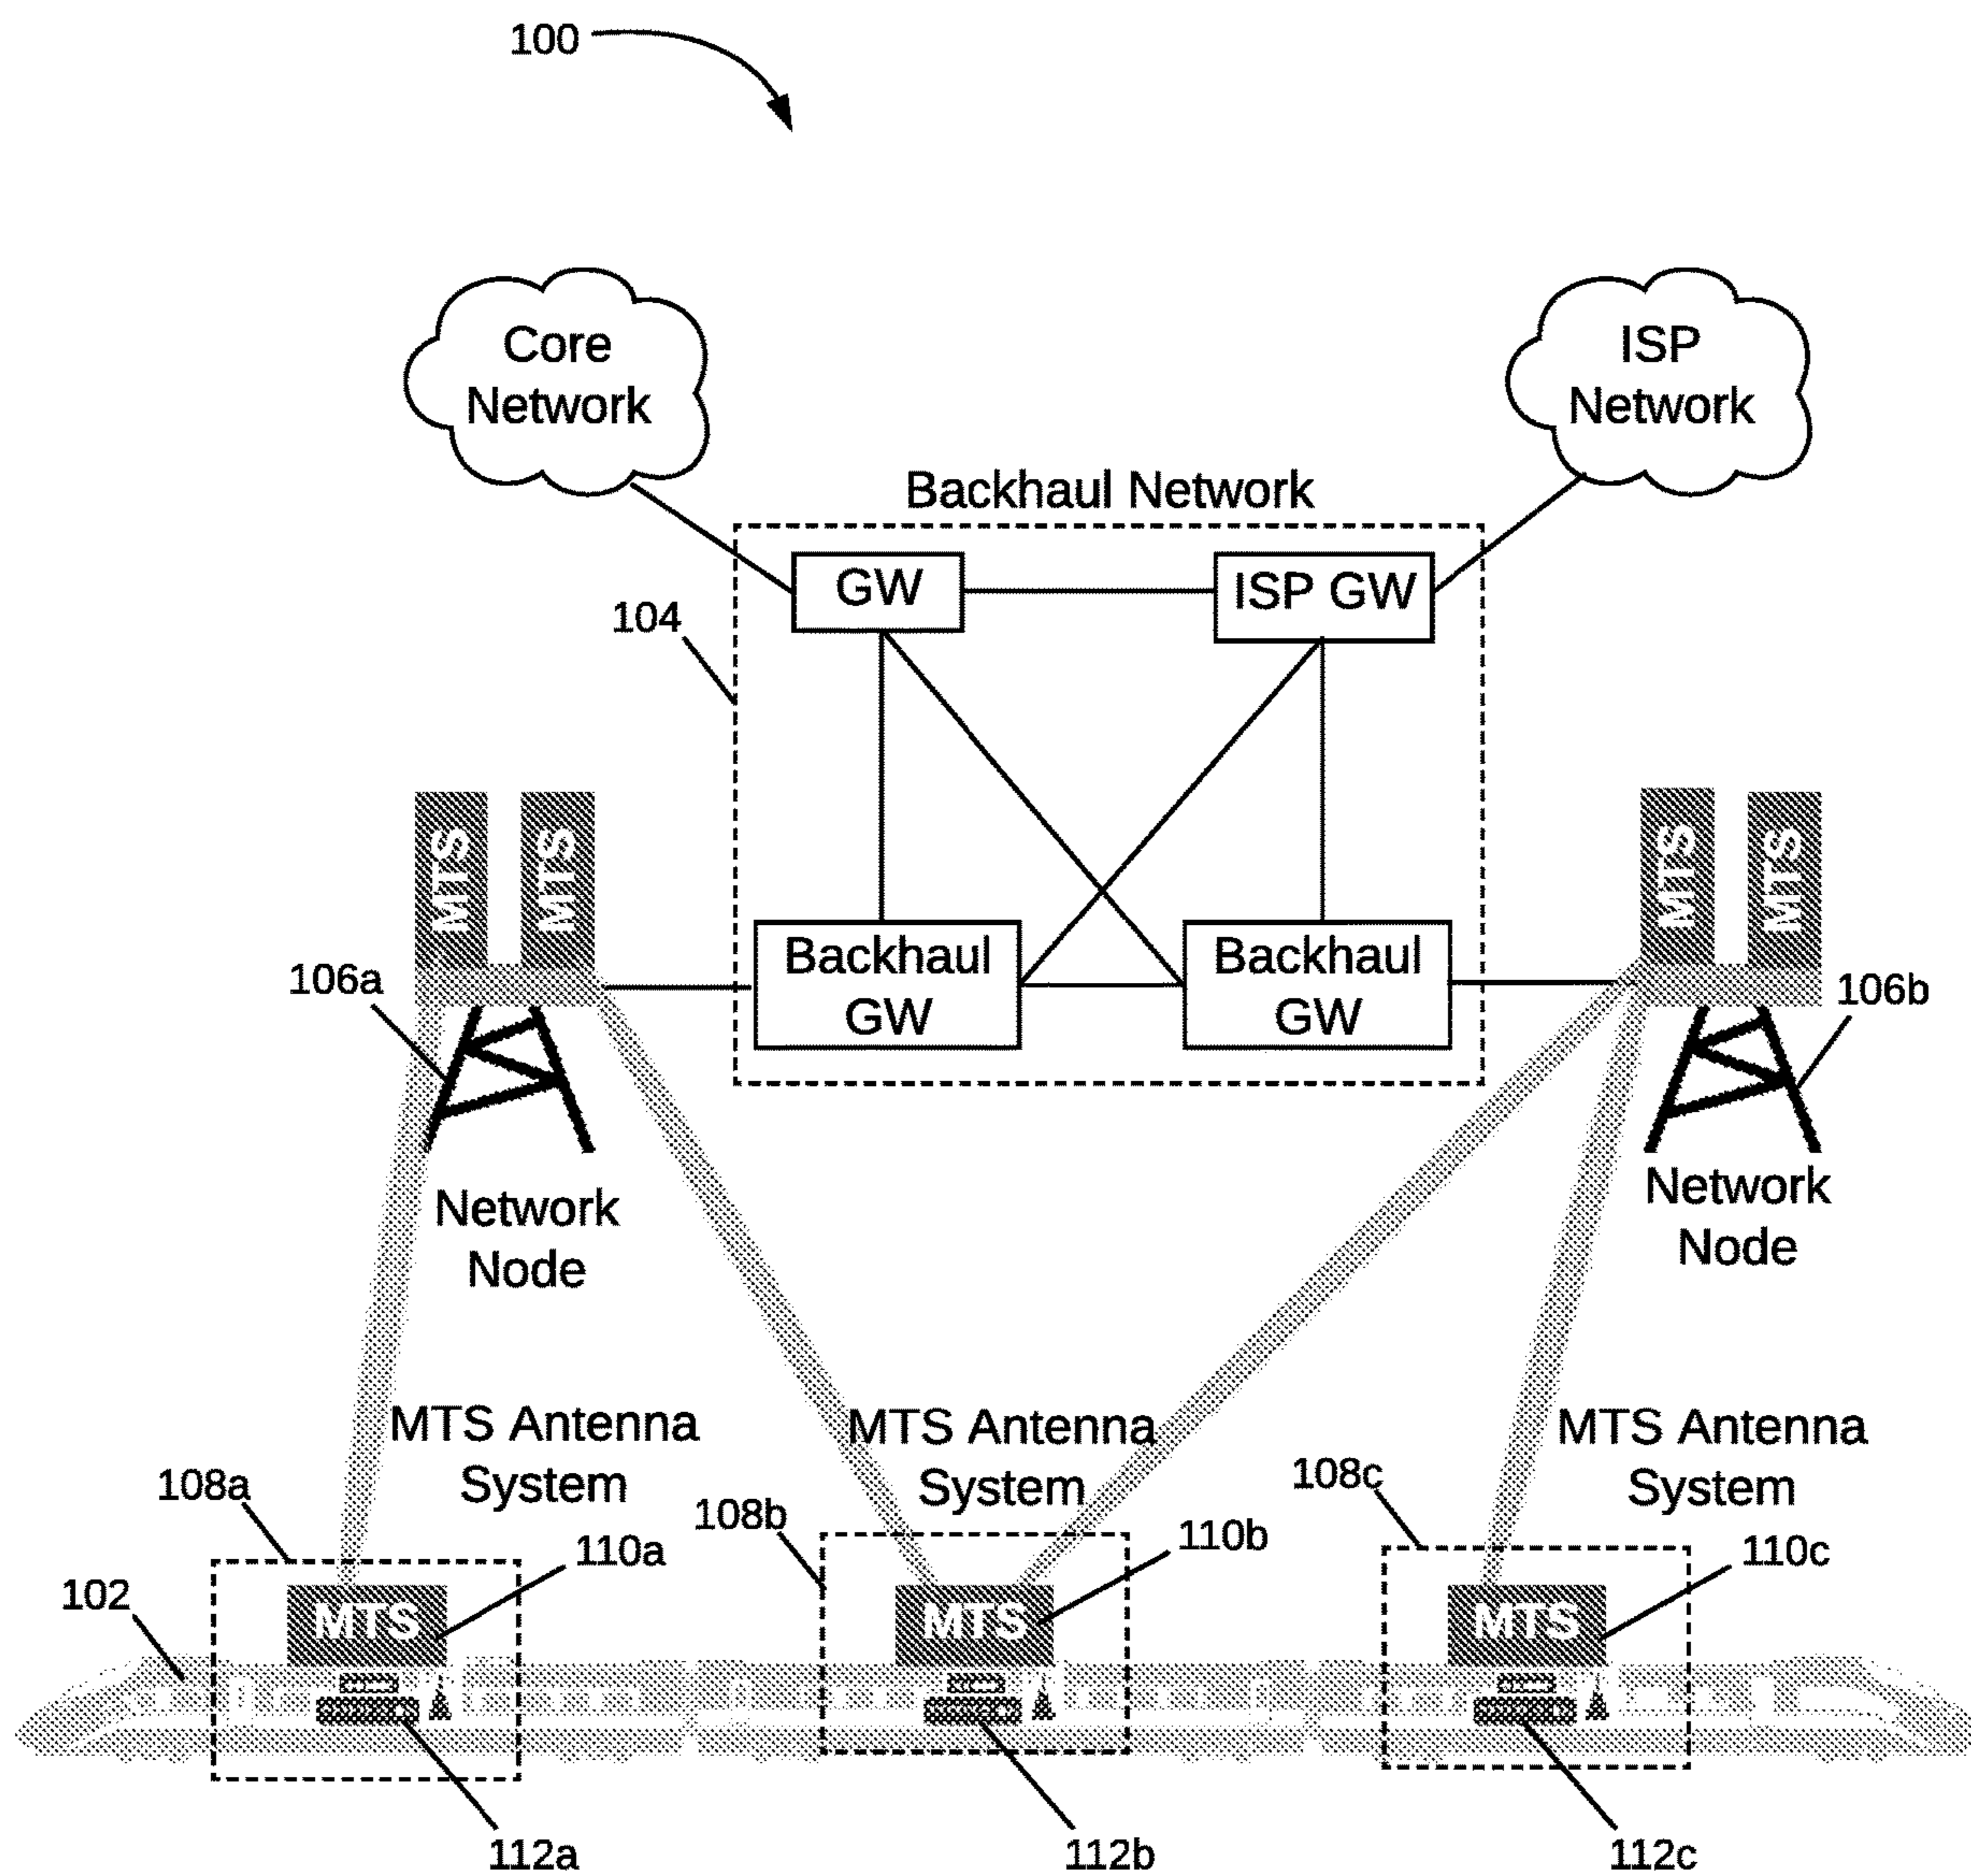 100
Core
Network
ISP
Network
Backhaul Network
GW
ISP GW
104
MTS
MTS
MTS
MTS
106a
Backhaul
GW
Backhaul
GW
106b
Network
Node
Network
Node
MTS Antenna
System
MTS Antenna
System
MTS Antenna
System
108a
108b
108c
110a
110b
110c
102
MTS
MTS
MTS
112a
112b
112c